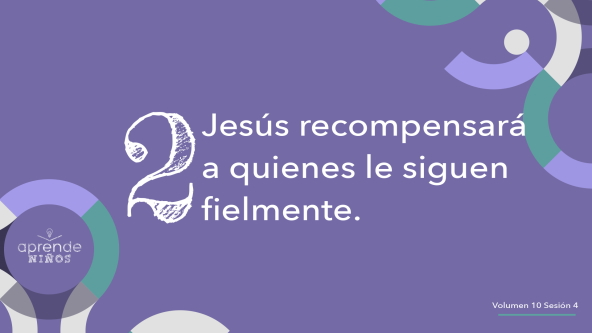 2
Jesús recompensará
a quienes le siguen
fielmente.
aprende
NIÑOS
Volumen 10 Sesión 4